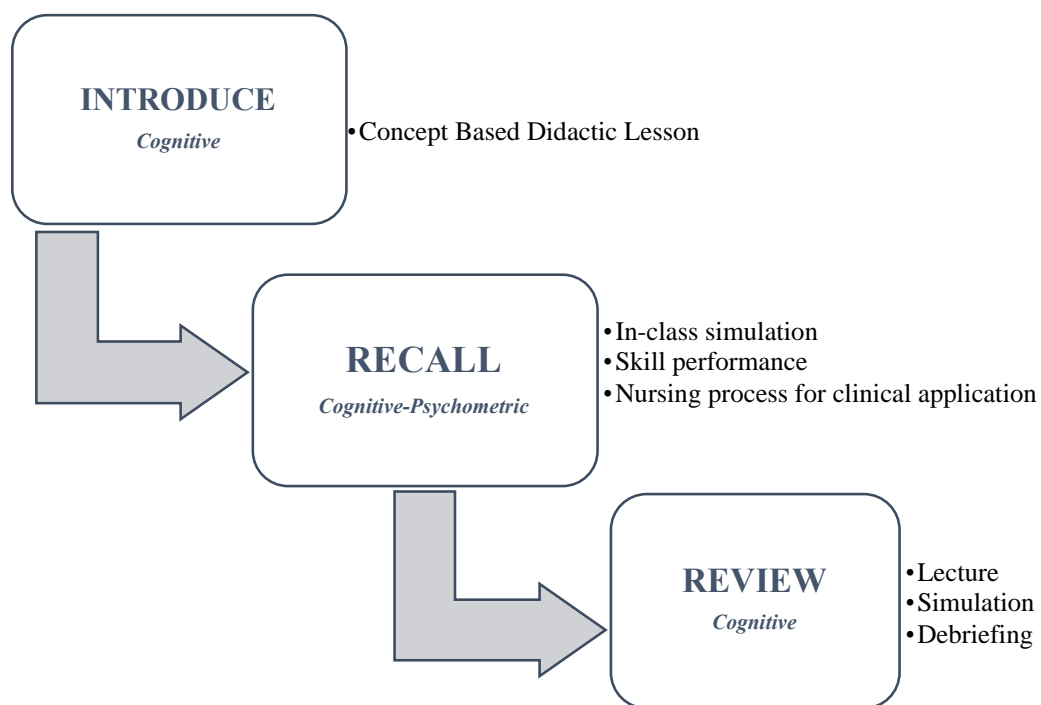 INTRODUCE
Cognitive
•Concept Based Didactic Lesson
RECALL
Cognitive-Psychometric
•In-class simulation
•Skill performance
•Nursing process for clinical application
REVIEW
Cognitive
•Lecture
•Simulation
•Debriefing